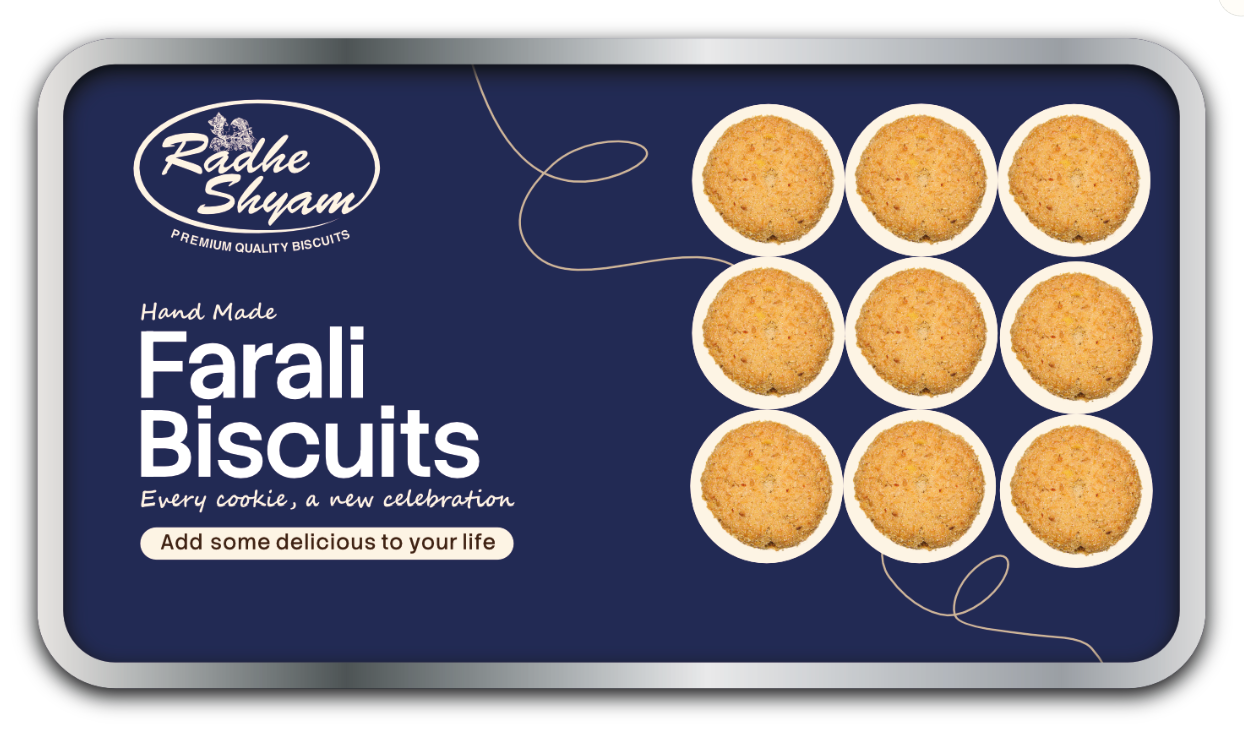 Radhe
Shyam
PREMIUM QUALITY BISCUITS
Hand Made
Farali
Biscuits
Every cookie, a new celebration
Add some delicious to your life